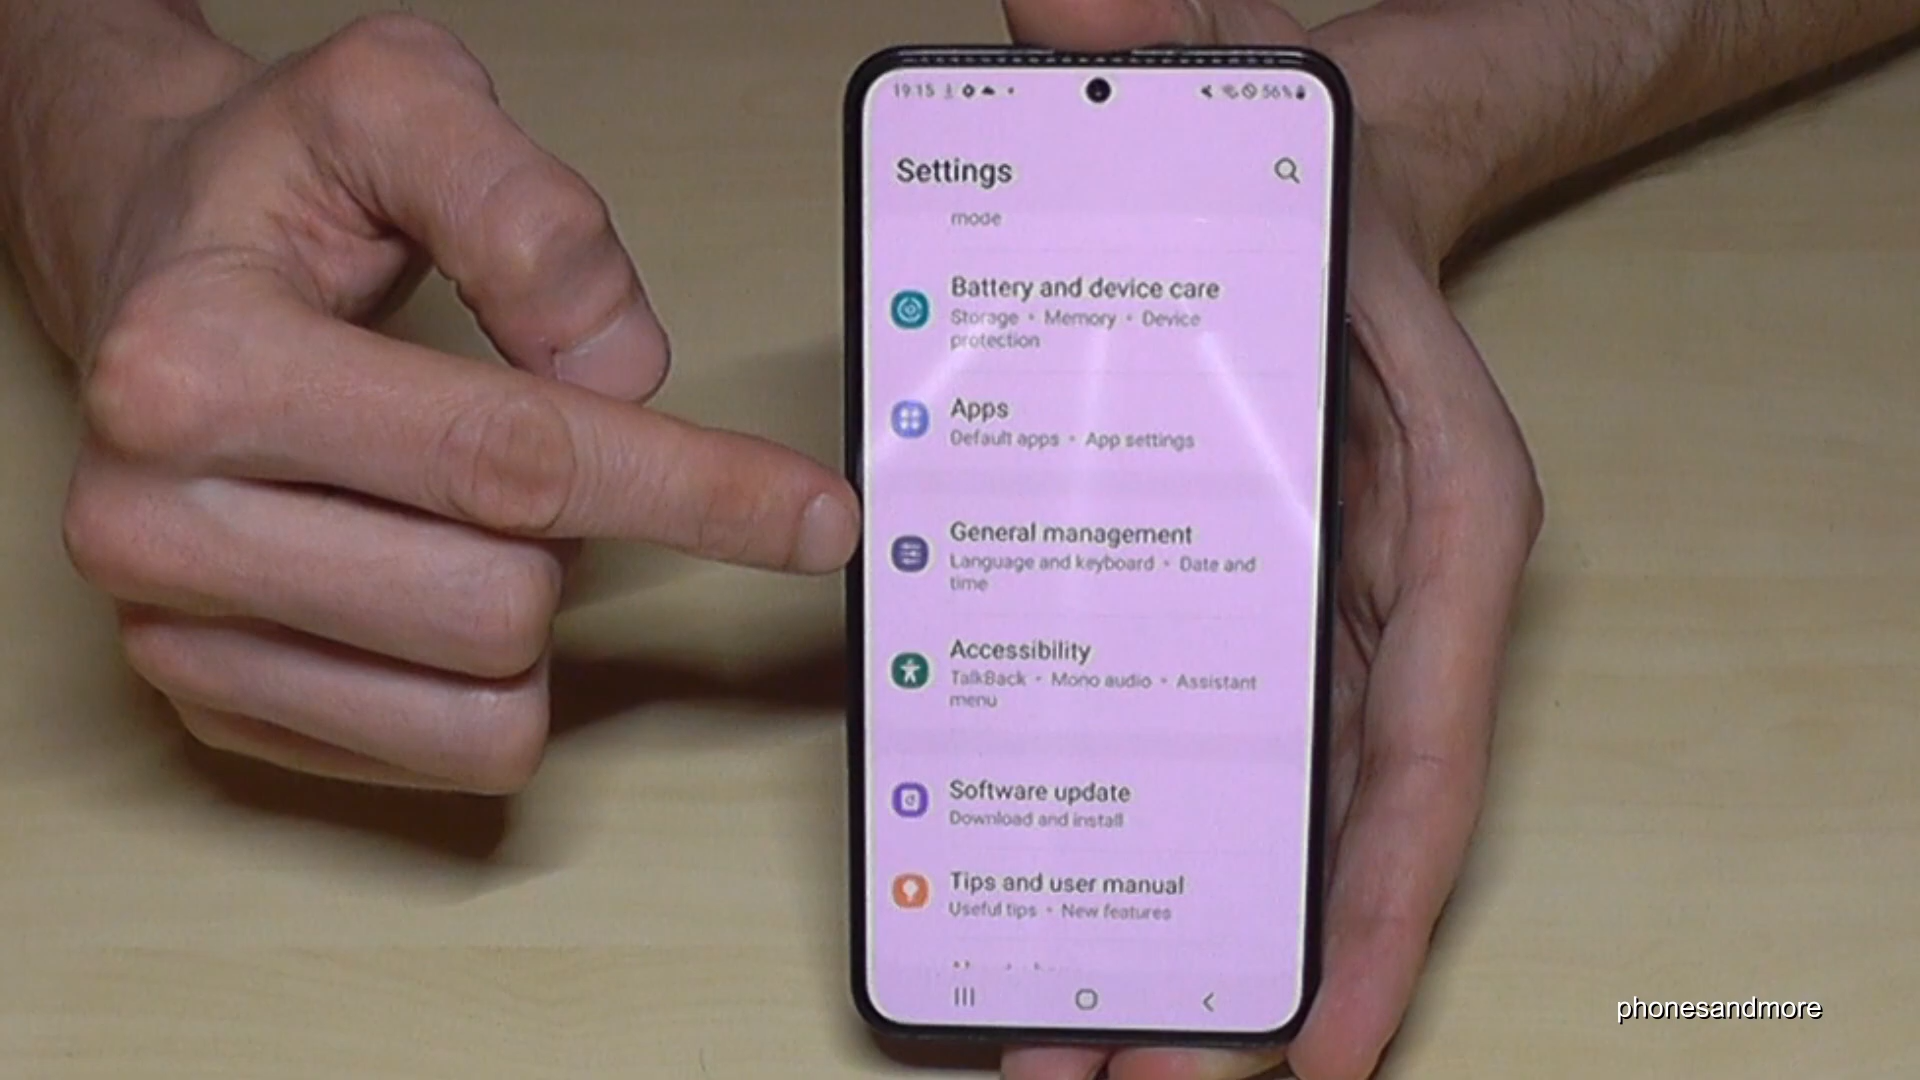 19:15
56%
Settings
mode
Battery and device care
Storage • Memory • Device
protection
Apps
Default apps • App settings
General management
Language and keyboard • Date and
time
Accessibility
TalkBack • Mono audio • Assistant
menu
Software update
Download and install
Tips and user manual
Useful tips • New features
phonesandmore